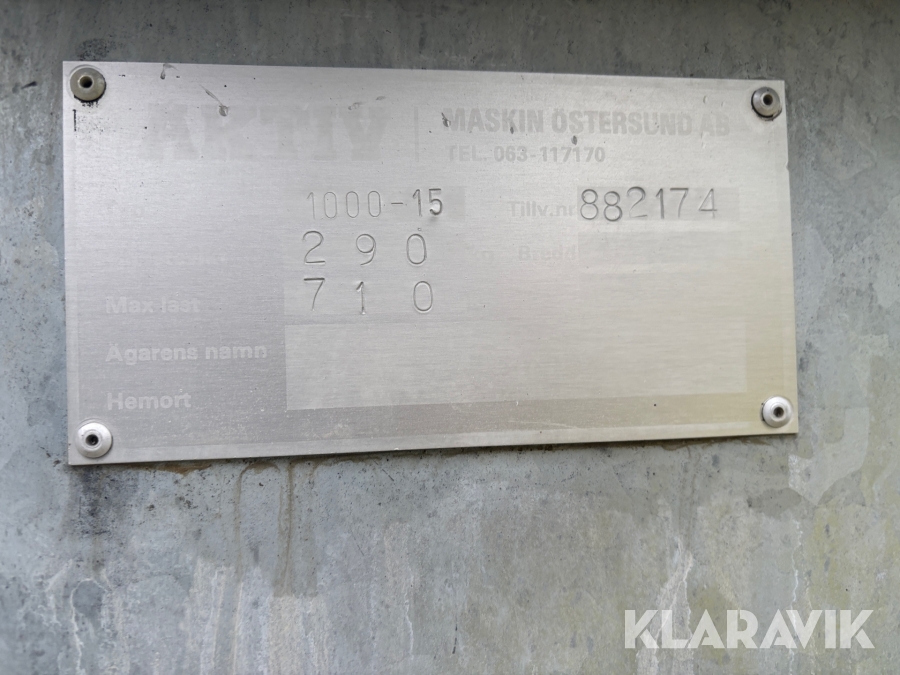 AKTIV MASKIN ÖSTERSUND AB
TEL. 063-117170
1000-15 Tillv.nr 882174
290 Bredd
Max last 710
Ägarens namn
Hemort
KLARAVIK